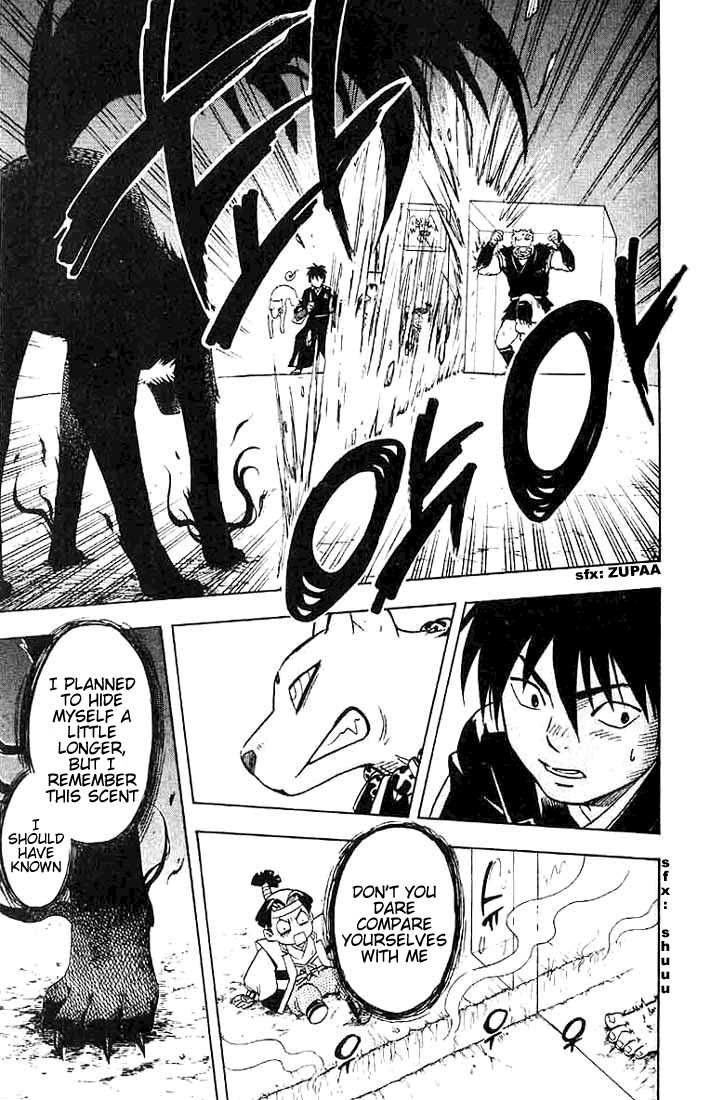 sfx: ZUPAA
DON'T YOU
DARE
COMPARE
YOURSELVES
WITH ME
sfx: shuuu
I PLANNED
TO HIDE
MYSELF A
LITTLE
LONGER,
BUT I
REMEMBER
THIS SCENT
I
SHOULD
HAVE
KNOWN